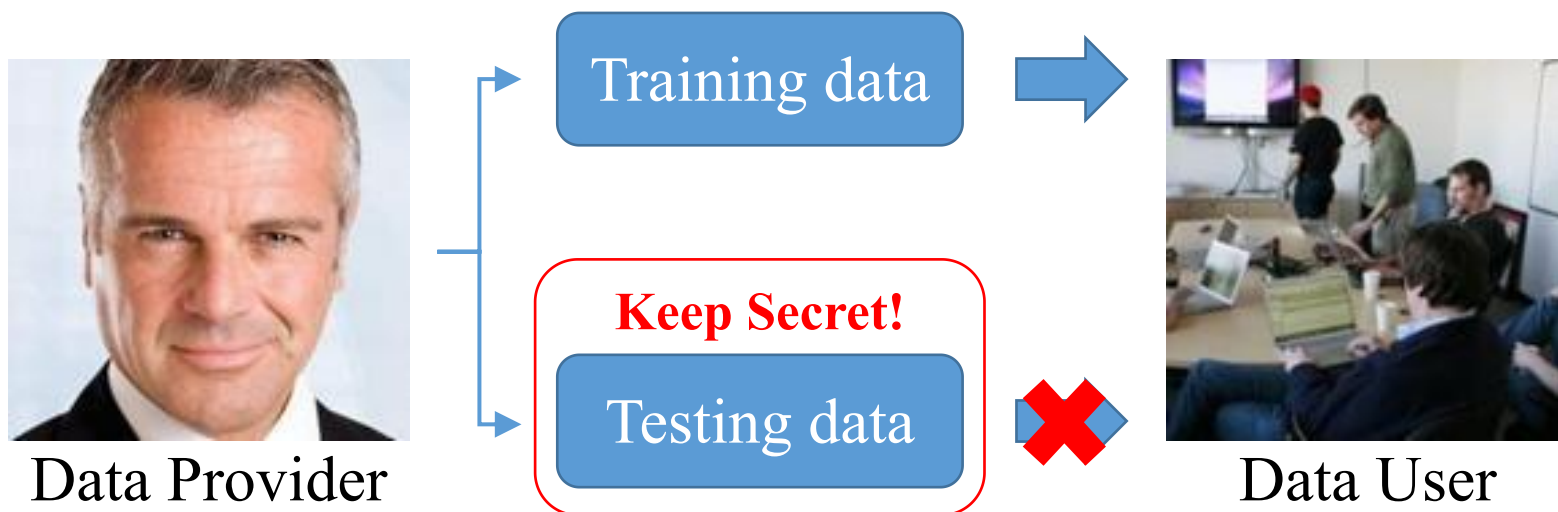 Training data
Keep Secret!
Testing data
Data Provider
Data User